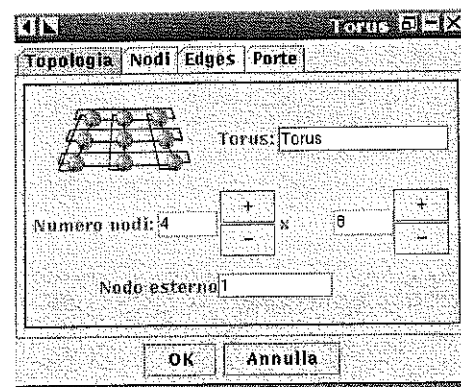 Torus
Topologia Nodi Edges Porte
Torus: Torus
Numero nodi: 4 + - x 8 + -
Nodo esterno 1
OK Annulla